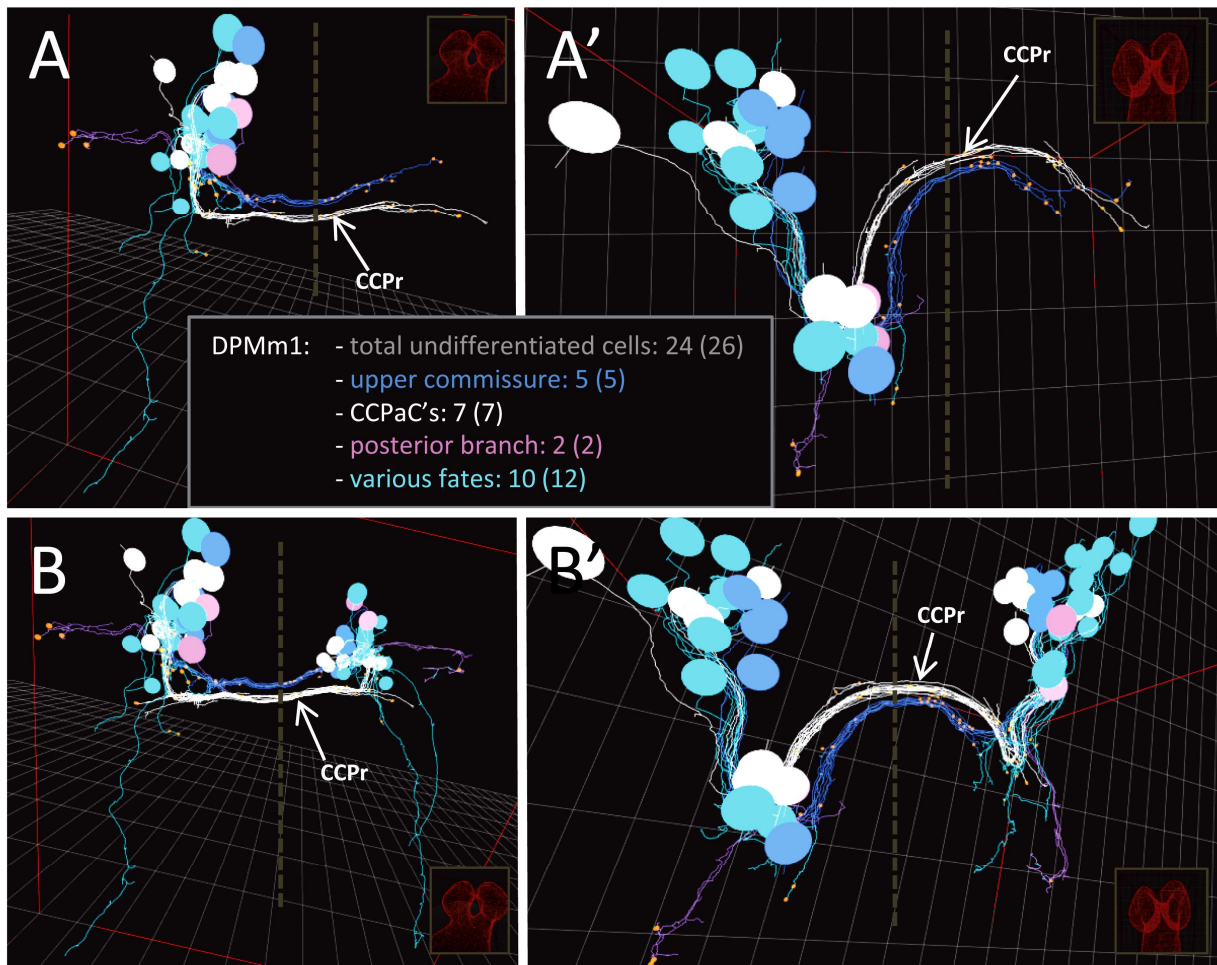 A
CCPr
A'
CCPr
DPMm1: - total undifferentiated cells: 24 (26)
- upper commissure: 5 (5)
- CCPaC's: 7 (7)
- posterior branch: 2 (2)
- various fates: 10 (12)
B
CCPr
B'
CCPr